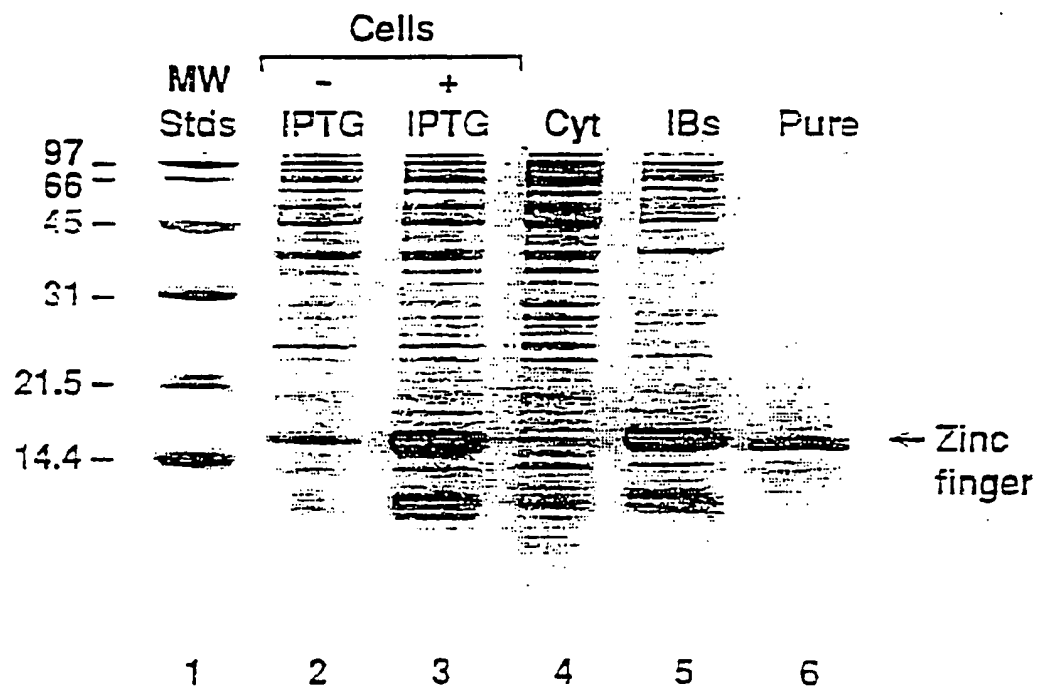 Cells
MW - +
Stds IPTG IPTG Cyt IBs Pure
97 –
66 –
45 –
31 –
21.5 –
14.4 –
← Zinc
finger
1 2 3 4 5 6